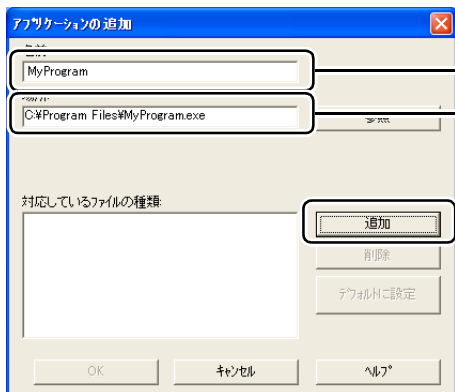 アプリケーションの追加
MyProgram
C:¥Program Files¥MyProgram.exe
対応しているファイルの種類:
追加
削除
デフォルトに設定
OK
キャンセル
ヘルプ